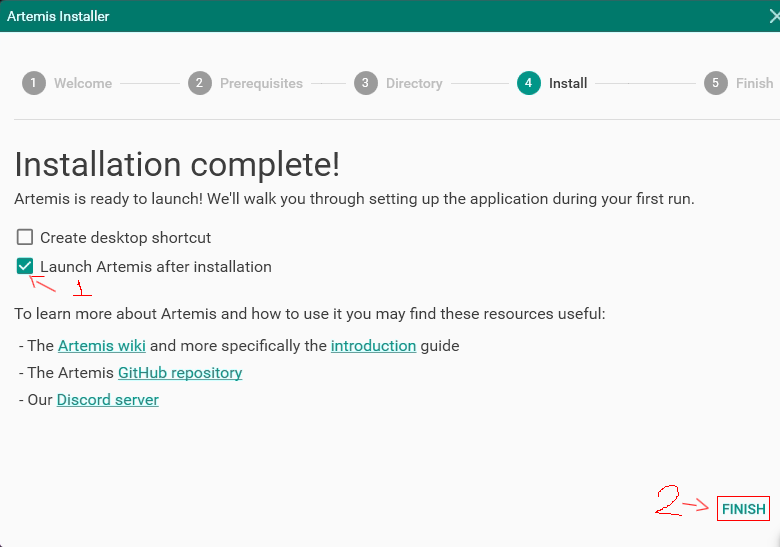 Artemis Installer
1 Welcome 2 Prerequisites 3 Directory 4 Install 5 Finish
Installation complete!
Artemis is ready to launch! We'll walk you through setting up the application during your first run.
Create desktop shortcut
Launch Artemis after installation
1
To learn more about Artemis and how to use it you may find these resources useful:
- The Artemis wiki and more specifically the introduction guide
- The Artemis GitHub repository
- Our Discord server
2 FINISH